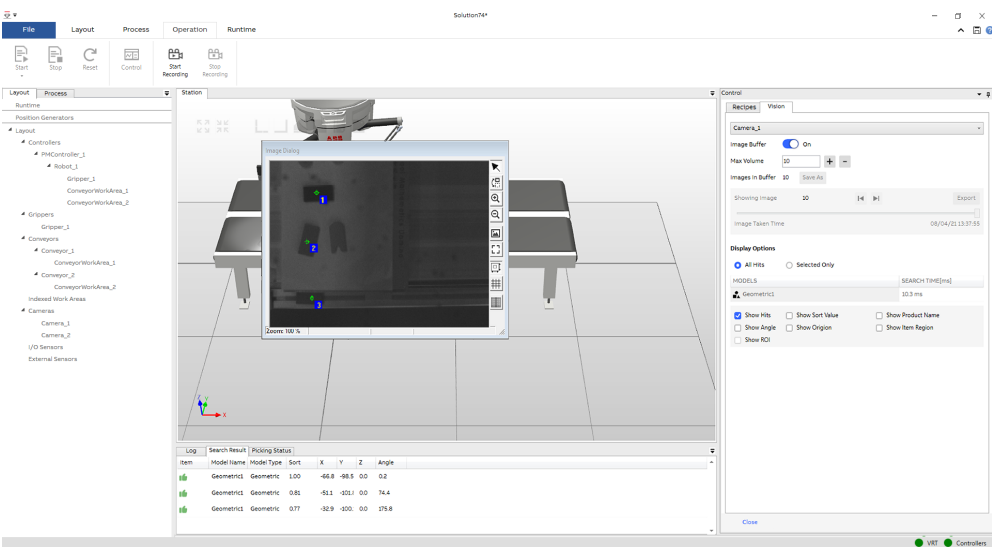 Solution74*
File Layout Process Operation Runtime
Start Stop Reset Control Start Recording Stop Recording
Layout Process
Runtime
Position Generators
Layout
Controllers
PMController_1
Robot_1
Gripper_1
ConveyorWorkArea_1
ConveyorWorkArea_2
Grippers
Gripper_1
Conveyors
Conveyor_1
ConveyorWorkArea_1
Conveyor_2
ConveyorWorkArea_2
Indexed Work Areas
Cameras
Camera_1
Camera_2
I/O Sensors
External Sensors
Station
Image Dialog
1
2
3
Zoom: 100 %
Z Y
X
Log Search Result Picking Status
Item Model Name Model Type Sort X Y Z Angle
Geometric1 Geometric 1.00 -66.8 -98.5 0.0 0.2
Geometric1 Geometric 0.81 -51.1 -101.( 0.0 74.4
Geometric1 Geometric 0.77 -32.9 -100. 0.0 175.8
Control
Recipes Vision
Camera_1
Image Buffer On
Max Volume 10 + -
Images in Buffer 10 Save As
Showing Image 10 Export
Image Taken Time 08/04/21 13:37:55
Display Options
All Hits Selected Only
MODELS SEARCH TIME[ms]
Geometric1 10.3 ms
Show Hits Show Sort Value Show Product Name
Show Angle Show Origion Show Item Region
Show ROI
Close
VRT Controllers